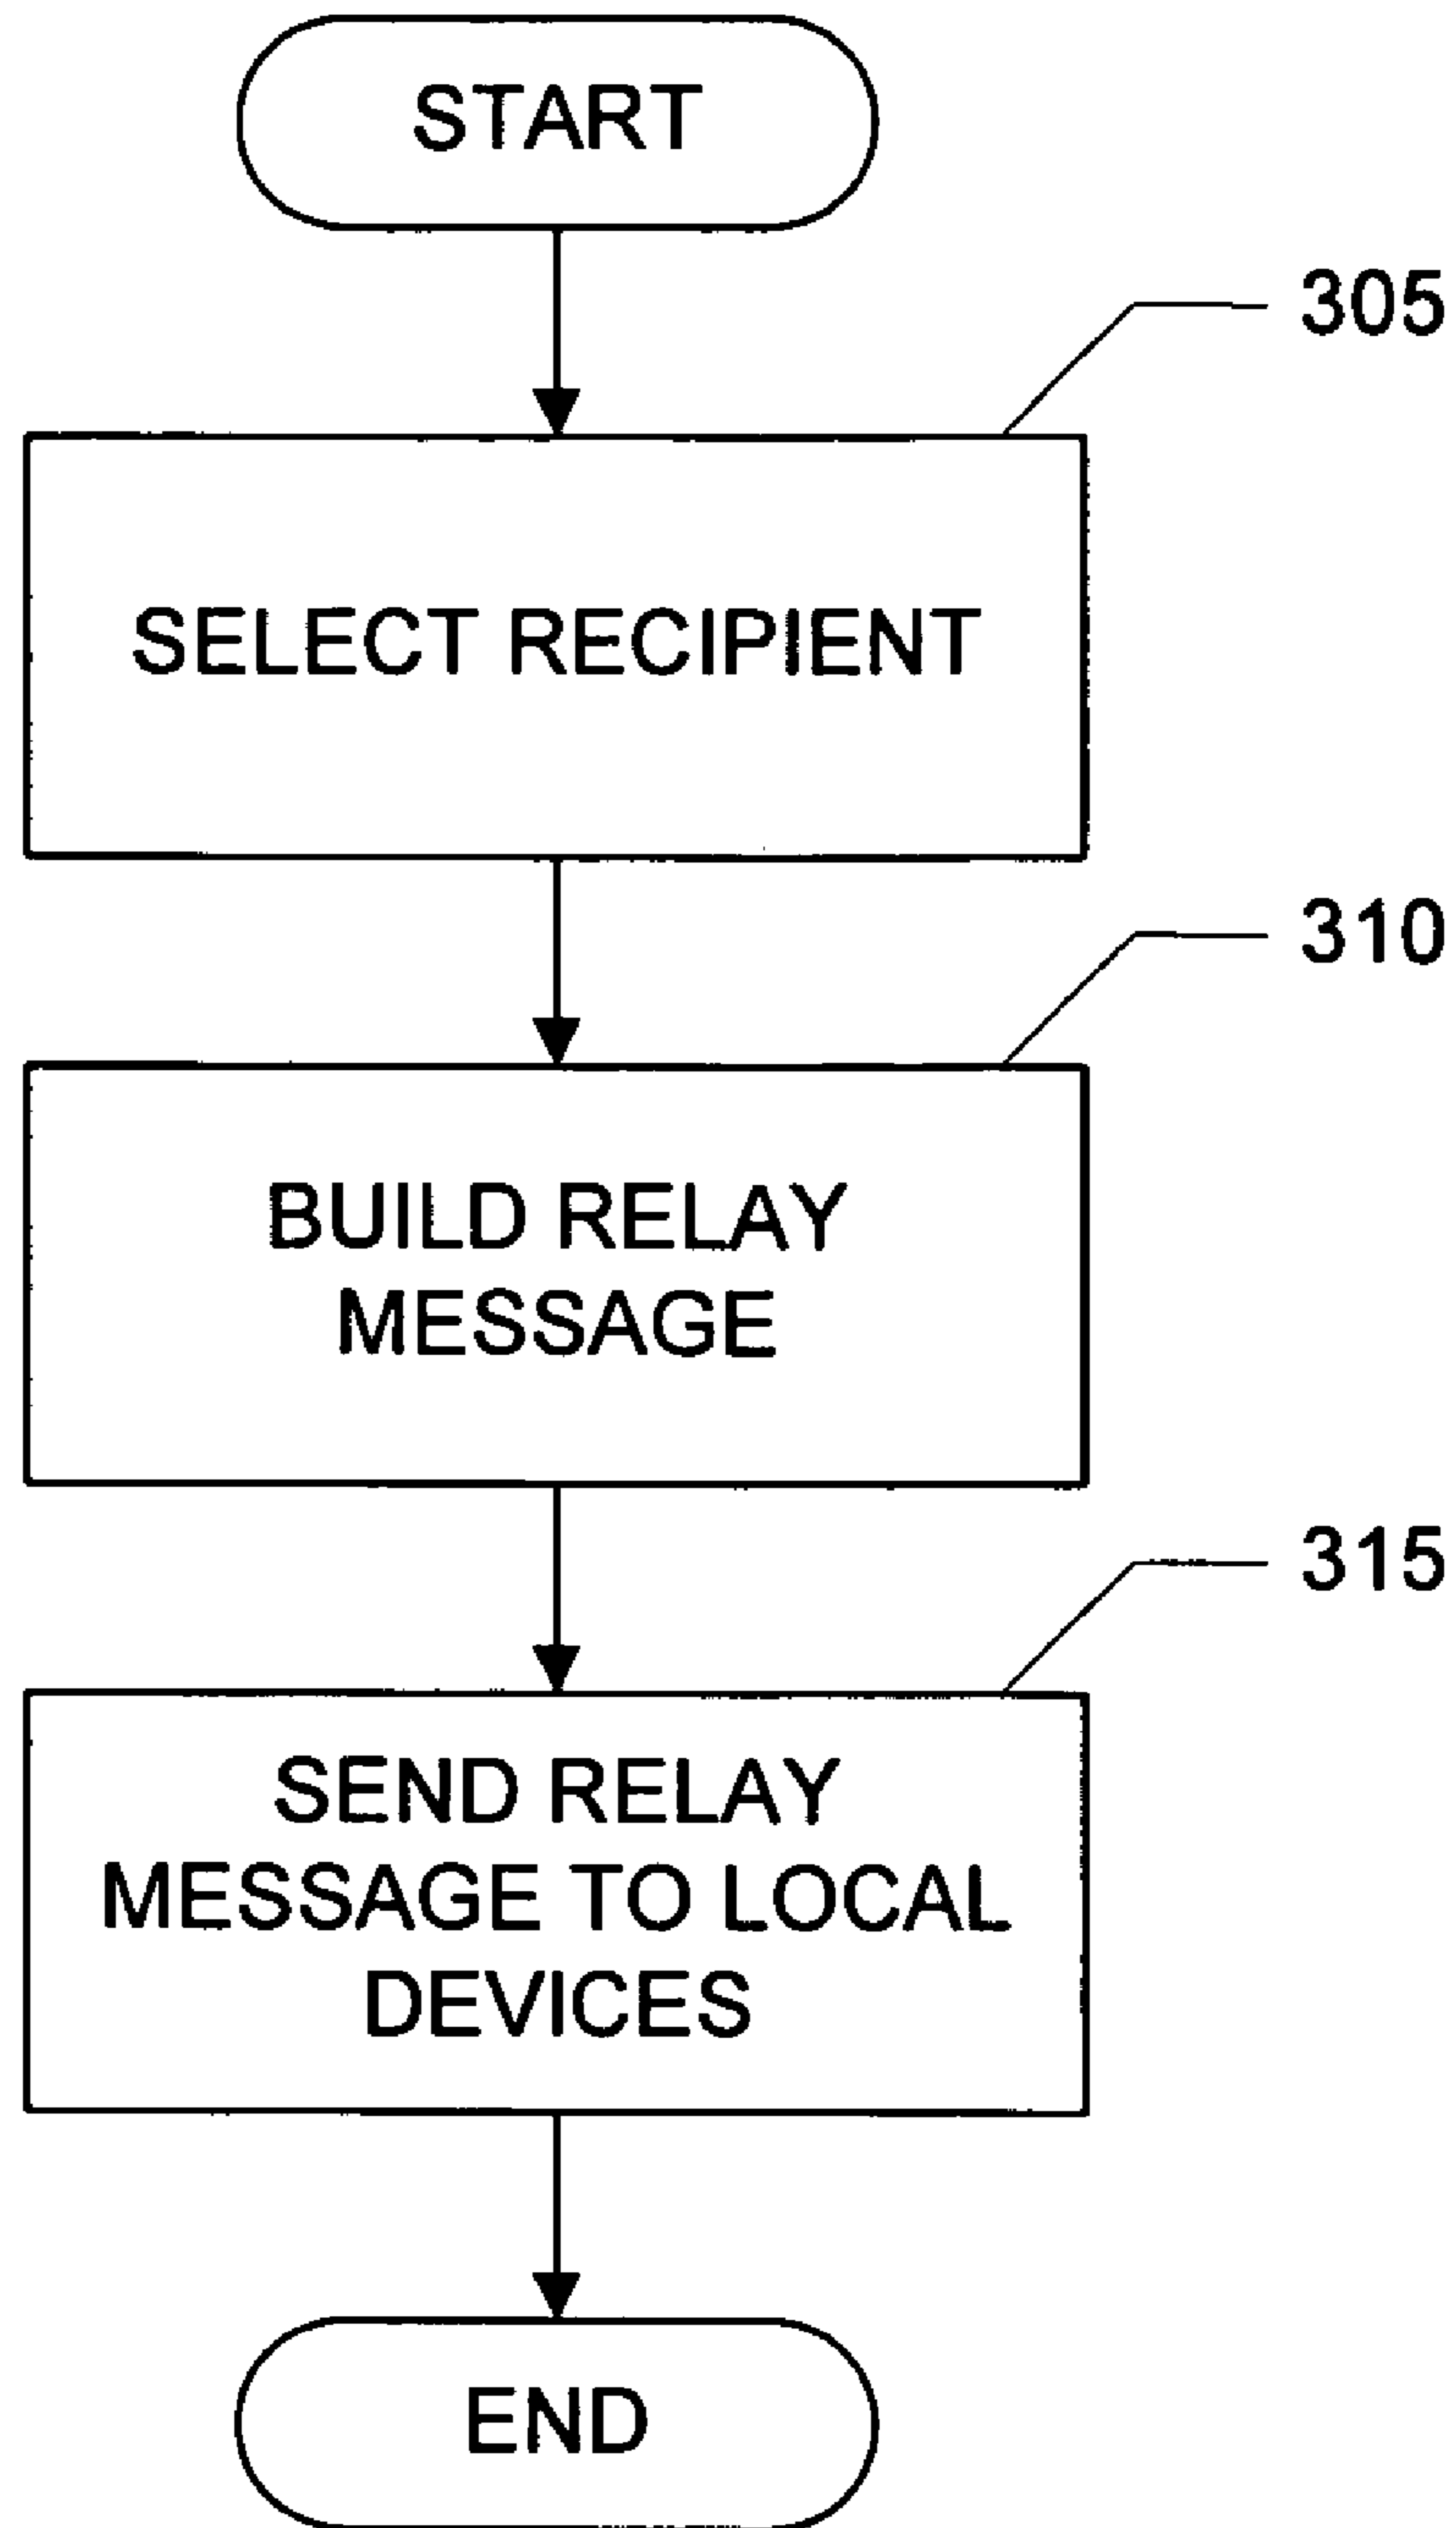 START
305
SELECT RECIPIENT
310
BUILD RELAY
MESSAGE
315
SEND RELAY
MESSAGE TO LOCAL
DEVICES
END